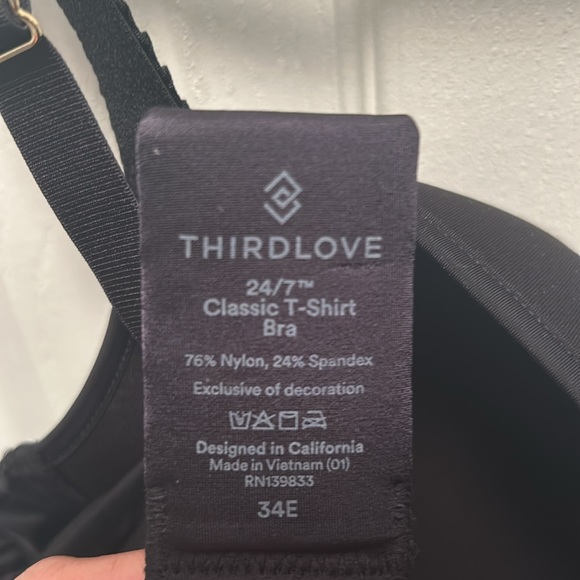 THIRDLOVE
24/7™
Classic T-Shirt
Bra
76% Nylon, 24% Spandex
Exclusive of decoration
Designed in California
Made in Vietnam (01)
RN139833
34E